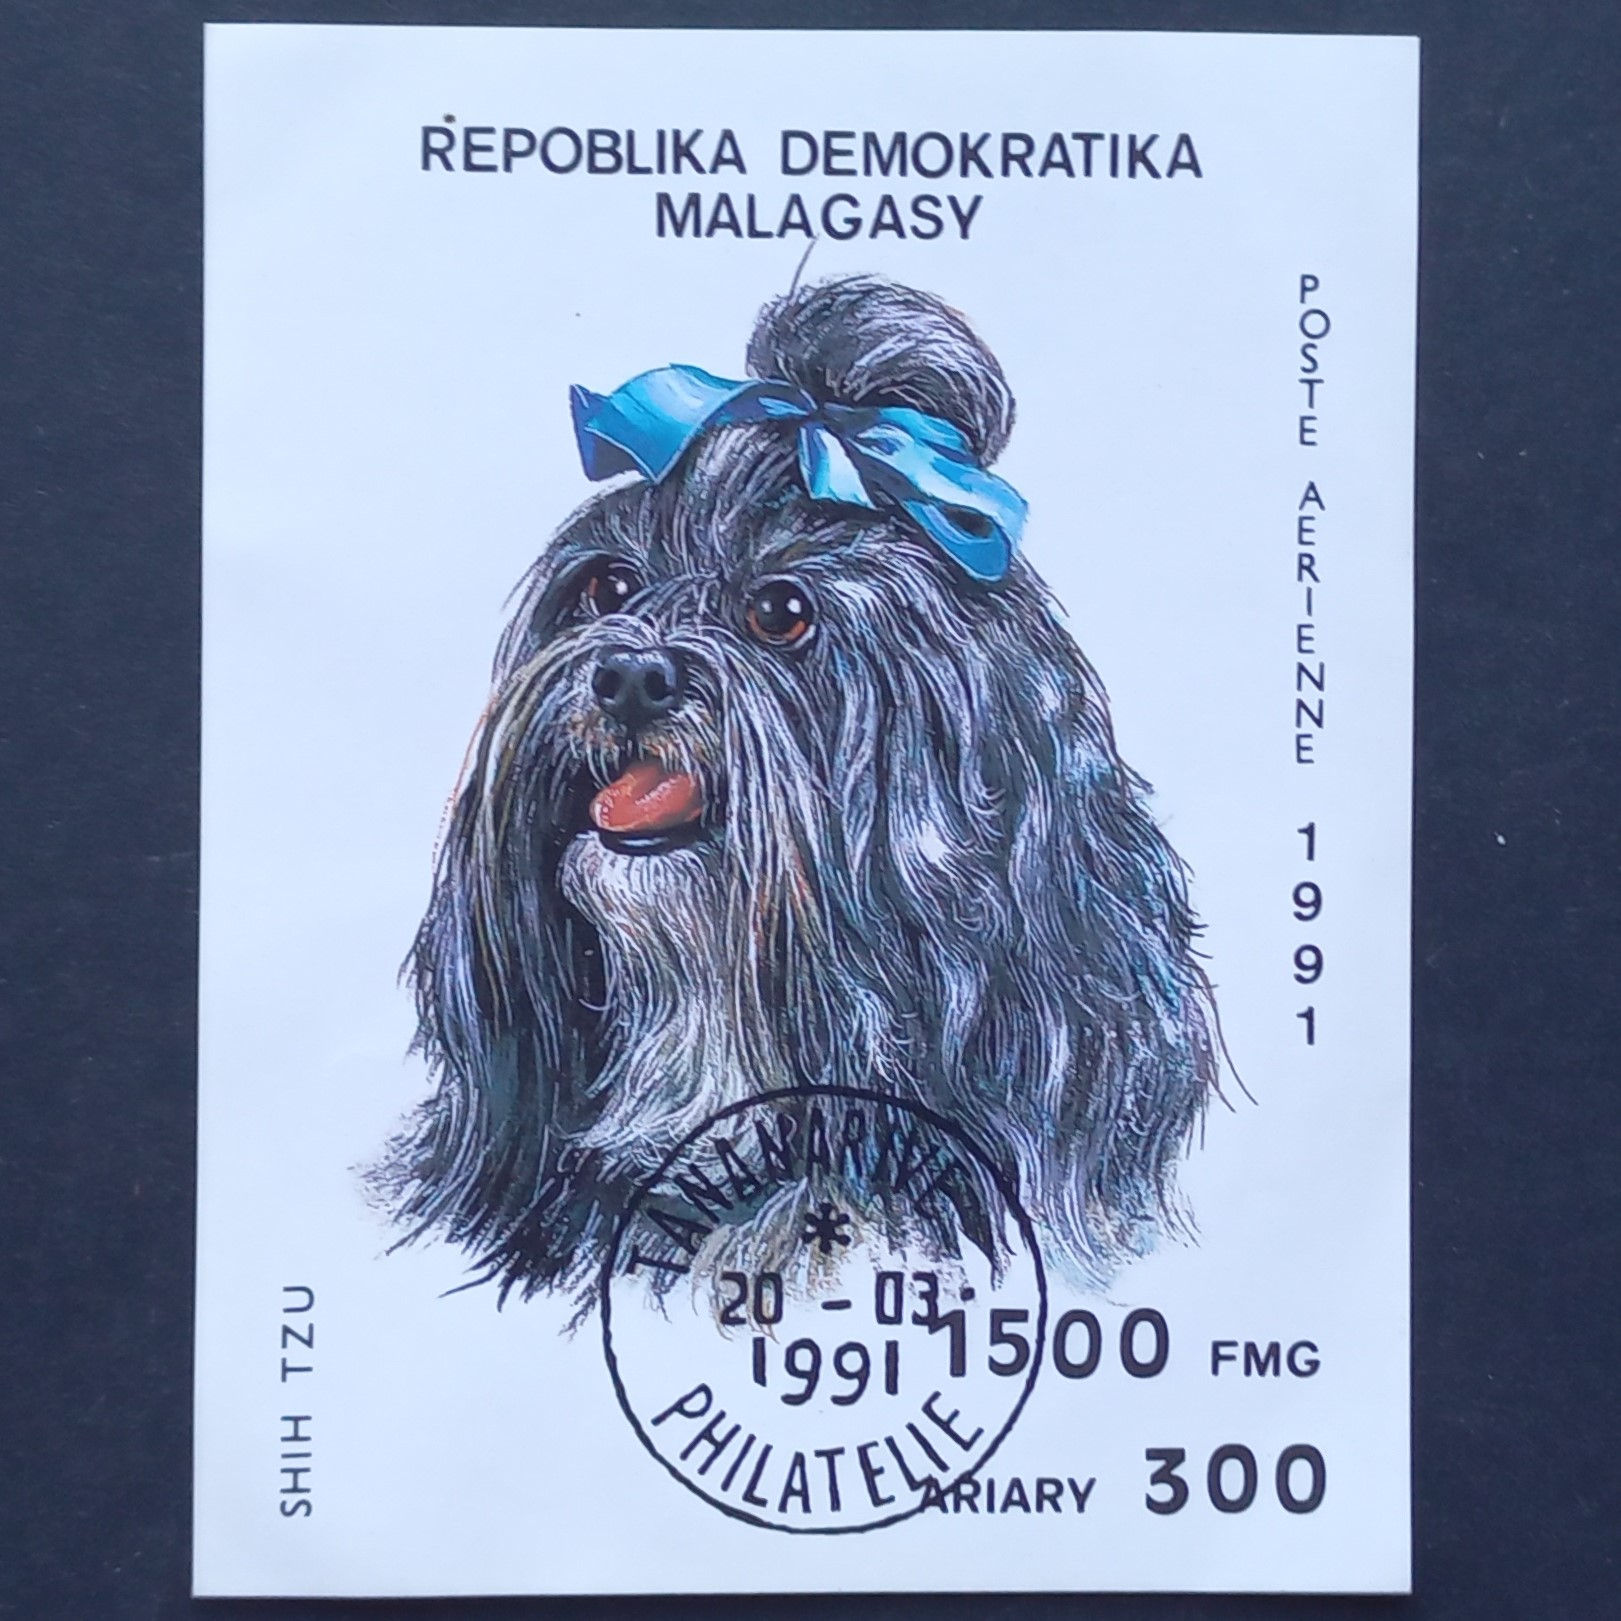 REPOBLIKA DEMOKRATIKA
MALAGASY
POSTE AERIENNE 1991
SHIH TZU
TANANARIVE
*
20 - 03.
1991
PHILATELIE
1500 FMG
ARIARY 300